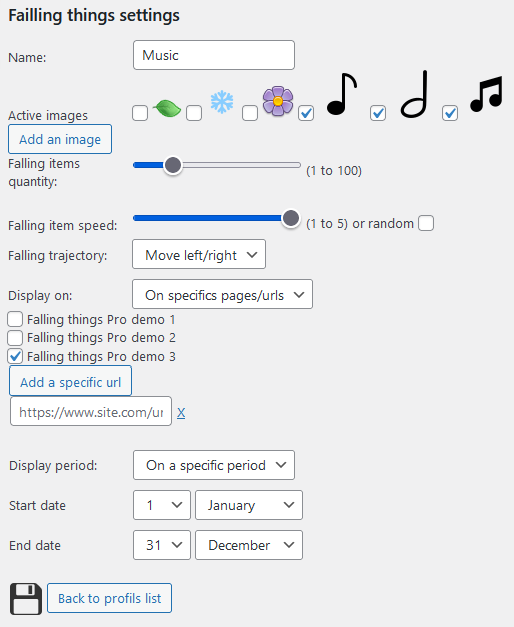 Failling things settings
Name: Music
Active images
Add an image
Falling items
quantity: (1 to 100)
Falling item speed: (1 to 5) or random
Falling trajectory: Move left/right
Display on: On specifics pages/urls
Falling things Pro demo 1
Falling things Pro demo 2
Falling things Pro demo 3
Add a specific url
https://www.site.com/ur X
Display period: On a specific period
Start date 1 January
End date 31 December
Back to profils list